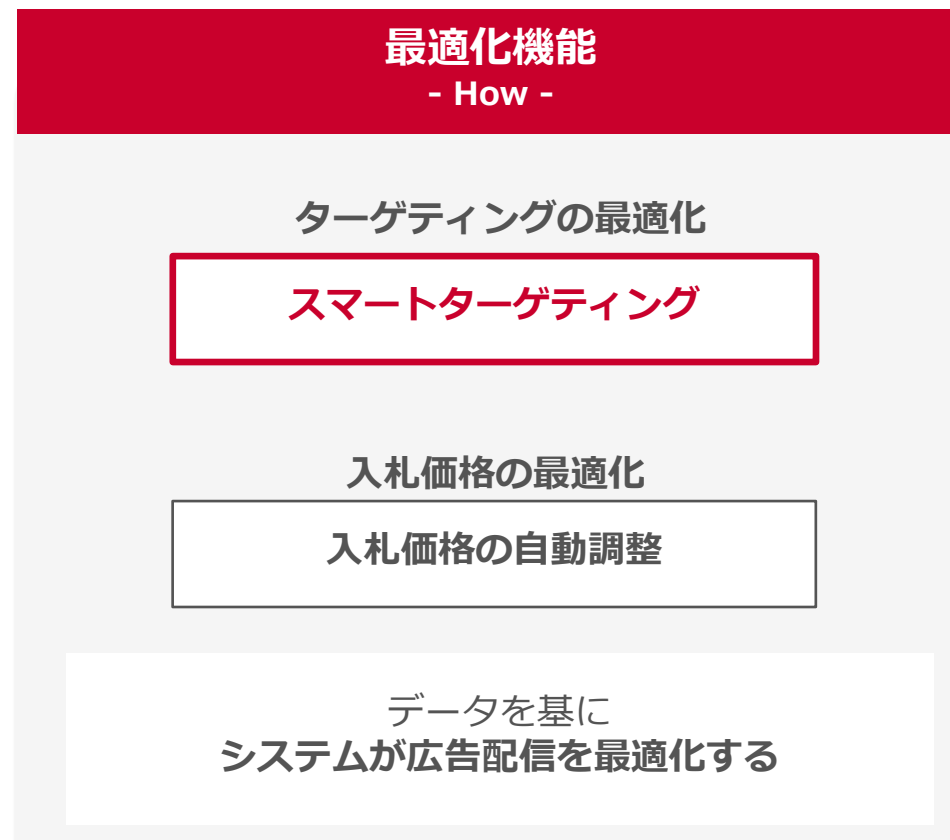 最適化機能
- How -
ターゲティングの最適化
スマートターゲティング
入札価格の最適化
入札価格の自動調整
データを基に
システムが広告配信を最適化する